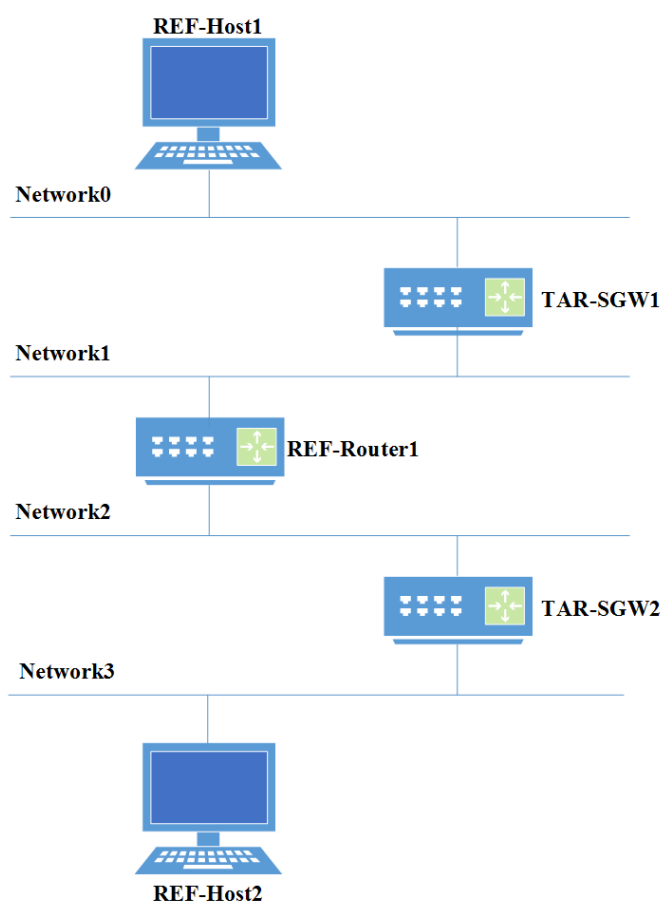 REF-Host1
Network0
TAR-SGW1
Network1
REF-Router1
Network2
TAR-SGW2
Network3
REF-Host2